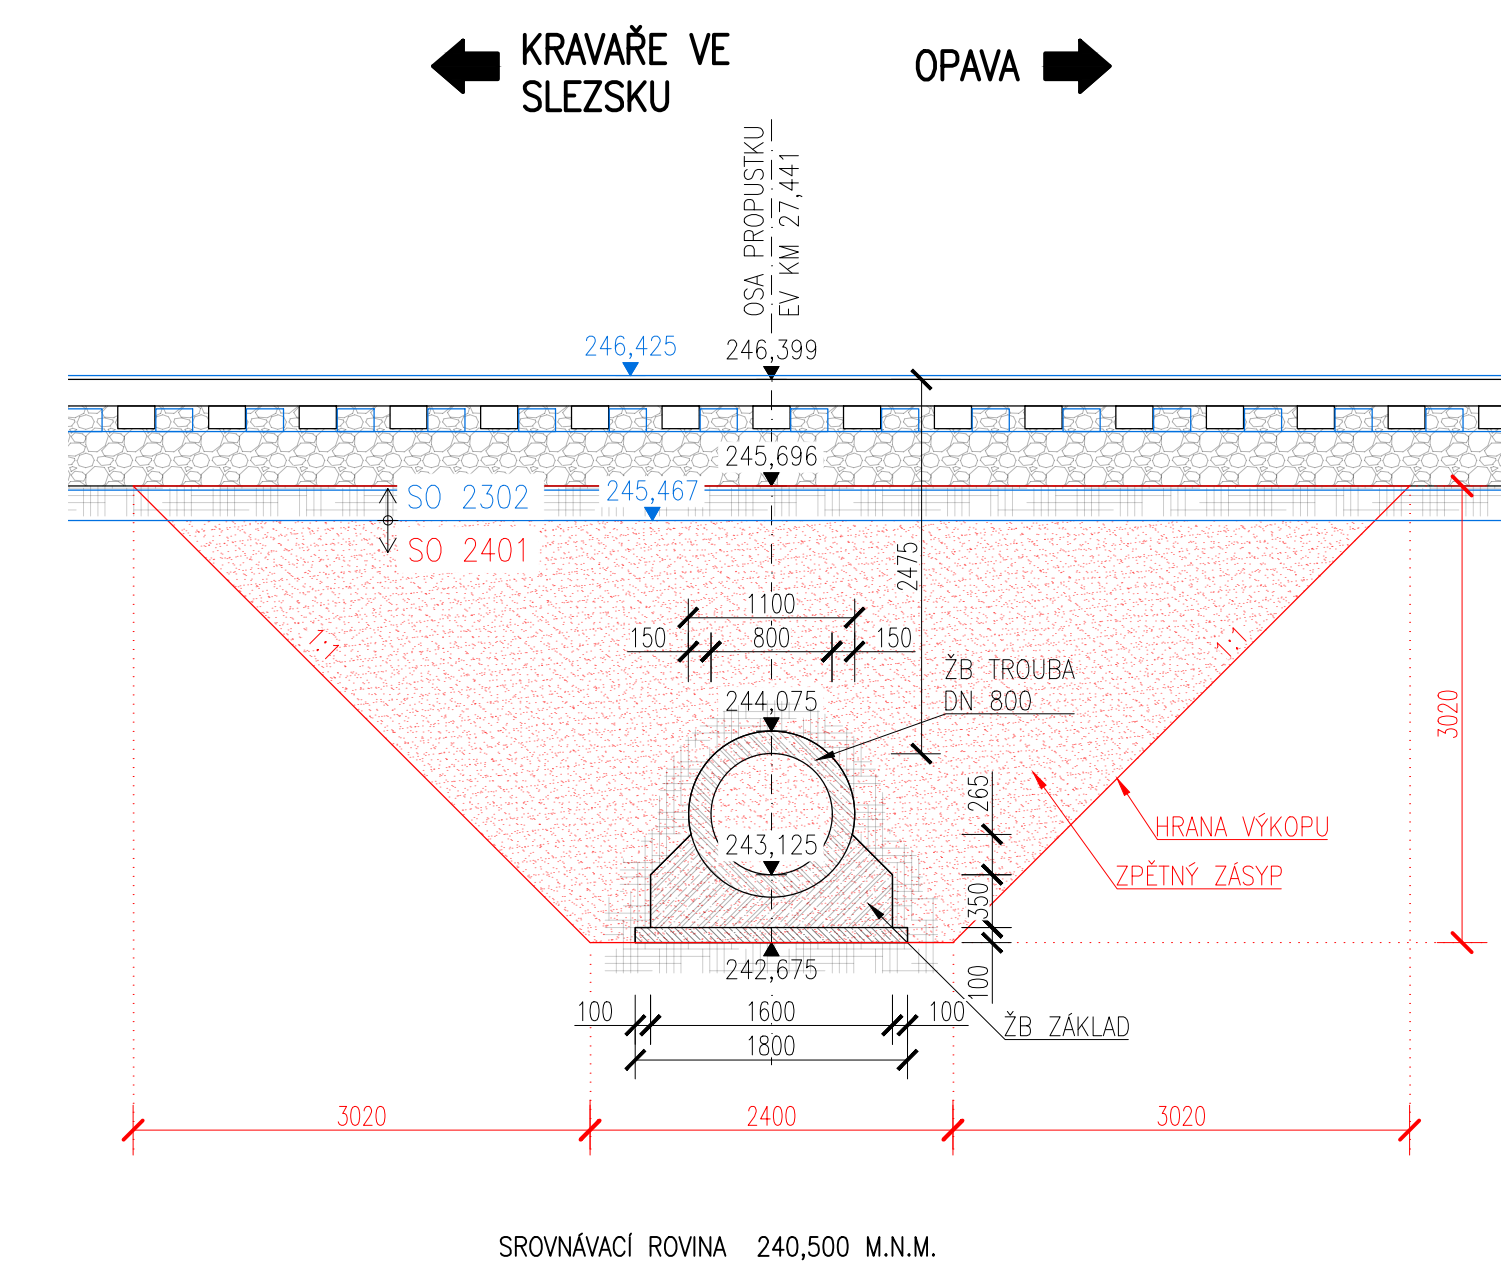 KRAVAŘE VE
SLEZSKU
OPAVA
OSA PROPUSTKU
EV KM 27,441
246,425
246,399
245,696
SO 2302
245,467
SO 2401
2475
1100
150
800
150
1:1
1:1
ŽB TROUBA
DN 800
244,075
3020
265
243,125
HRANA VÝKOPU
ZPĚTNÝ ZÁSYP
350
242,675
100
100
1600
100
ŽB ZÁKLAD
1800
3020
2400
3020
SROVNÁVACÍ ROVINA 240,500 M.N.M.